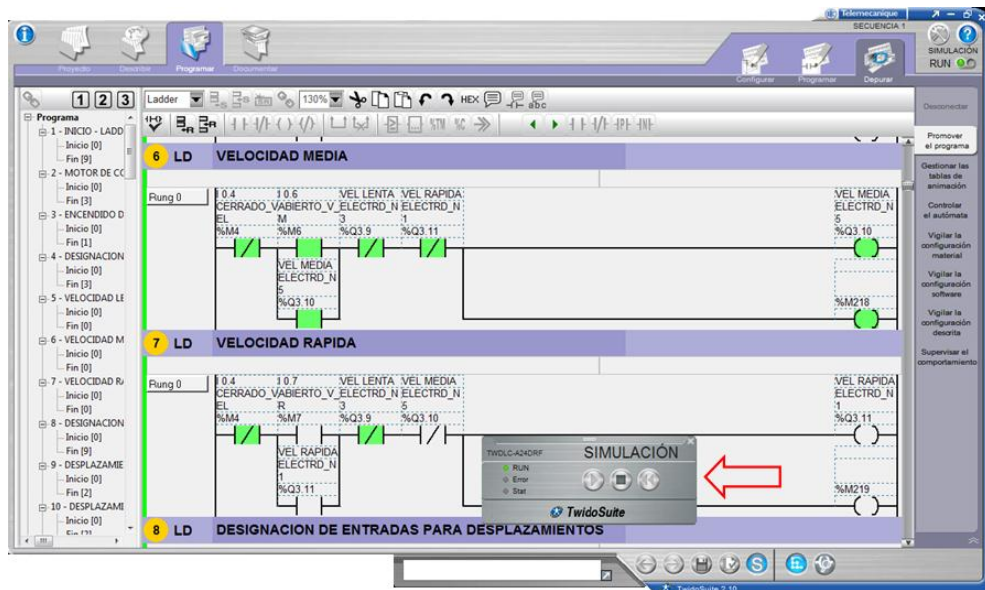 Telemecanique
SECUENCIA 1
Proyecto
Describir
Programar
Documentar
Configurar
Programar
Depurar
SIMULACIÓN
RUN
1 2 3
Ladder
130%
HEX
abc
Desconectar
Promover
el programa
Gestionar las
tablas de
animación
Controlar
el autómata
Vigilar la
configuración
material
Vigilar la
configuración
software
Vigilar la
configuración
descrita
Supervisar el
comportamiento
Programa
1 - INICIO - LADD
Inicio [0]
Fin [9]
2 - MOTOR DE CC
Inicio [0]
Fin [3]
3 - ENCENDIDO D
Inicio [0]
Fin [1]
4 - DESIGNACION
Inicio [0]
Fin [3]
5 - VELOCIDAD LE
Inicio [0]
Fin [0]
6 - VELOCIDAD M
Inicio [0]
Fin [0]
7 - VELOCIDAD R
Inicio [0]
Fin [0]
8 - DESIGNACION
Inicio [0]
Fin [9]
9 - DESPLAZAMIE
Inicio [0]
Fin [2]
10 - DESPLAZAMI
Inicio [0]
6 LD VELOCIDAD MEDIA
Rung 0
I 0.4 I 0.6 VEL LENTA VEL RAPIDA VEL MEDIA
CERRADO_V ABIERTO_V_ ELECTRD_N ELECTRD_N ELECTRD_N
EL M 3 1 5
%M4 %M6 %Q3.9 %Q3.11 %Q3.10
VEL MEDIA
ELECTRD_N
5
%Q3.10 %M218
7 LD VELOCIDAD RAPIDA
Rung 0
I 0.4 I 0.7 VEL LENTA VEL MEDIA VEL RAPIDA
CERRADO_V ABIERTO_V_ ELECTRD_N ELECTRD_N ELECTRD_N
EL R 3 5 1
%M4 %M7 %Q3.9 %Q3.10 %Q3.11
VEL RAPIDA
ELECTRD_N
1
%Q3.11 %M219
TWDLC-A24DRF SIMULACIÓN
RUN
Error
Stat
TwidoSuite
8 LD DESIGNACION DE ENTRADAS PARA DESPLAZAMIENTOS
TwidoSuite 2.10